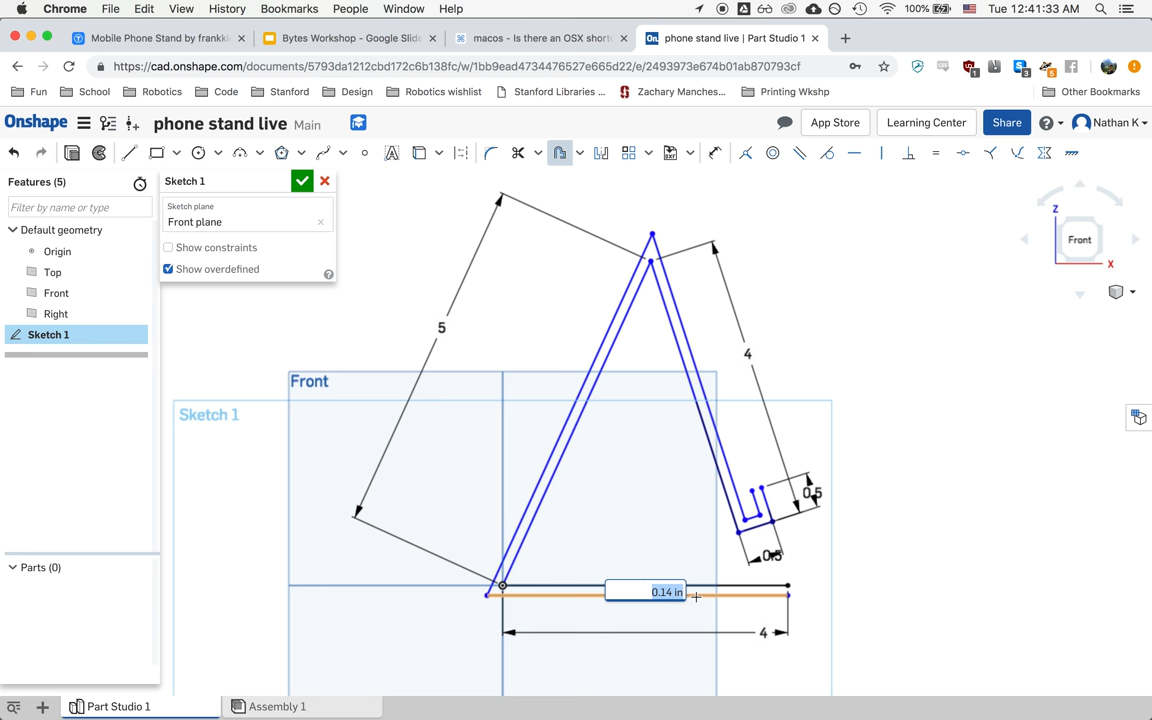 Chrome File Edit View History Bookmarks People Window Help 100% Tue 12:41:33 AM
Mobile Phone Stand by frankki
Bytes Workshop - Google Slide
macos - Is there an OSX short
phone stand live | Part Studio 1
https://cad.onshape.com/documents/5793da1212cbd172c6b138fc/w/1bb9ead4734476527e665d22/e/2493973e674b01ab870793cf
Fun School Robotics Code Stanford Design Robotics wishlist Stanford Libraries ... Zachary Manches... Printing Wkshp Other Bookmarks
Onshape phone stand live Main App Store Learning Center Share Nathan K
Features (5)
Filter by name or type
Default geometry
Origin
Top
Front
Right
Sketch 1
Parts (0)
Sketch 1
Sketch plane
Front plane
Show constraints
Show overdefined
Z
Front
X
5
4
Front
Sketch 1
0.5
0.5
0.14 in
4
Part Studio 1
Assembly 1